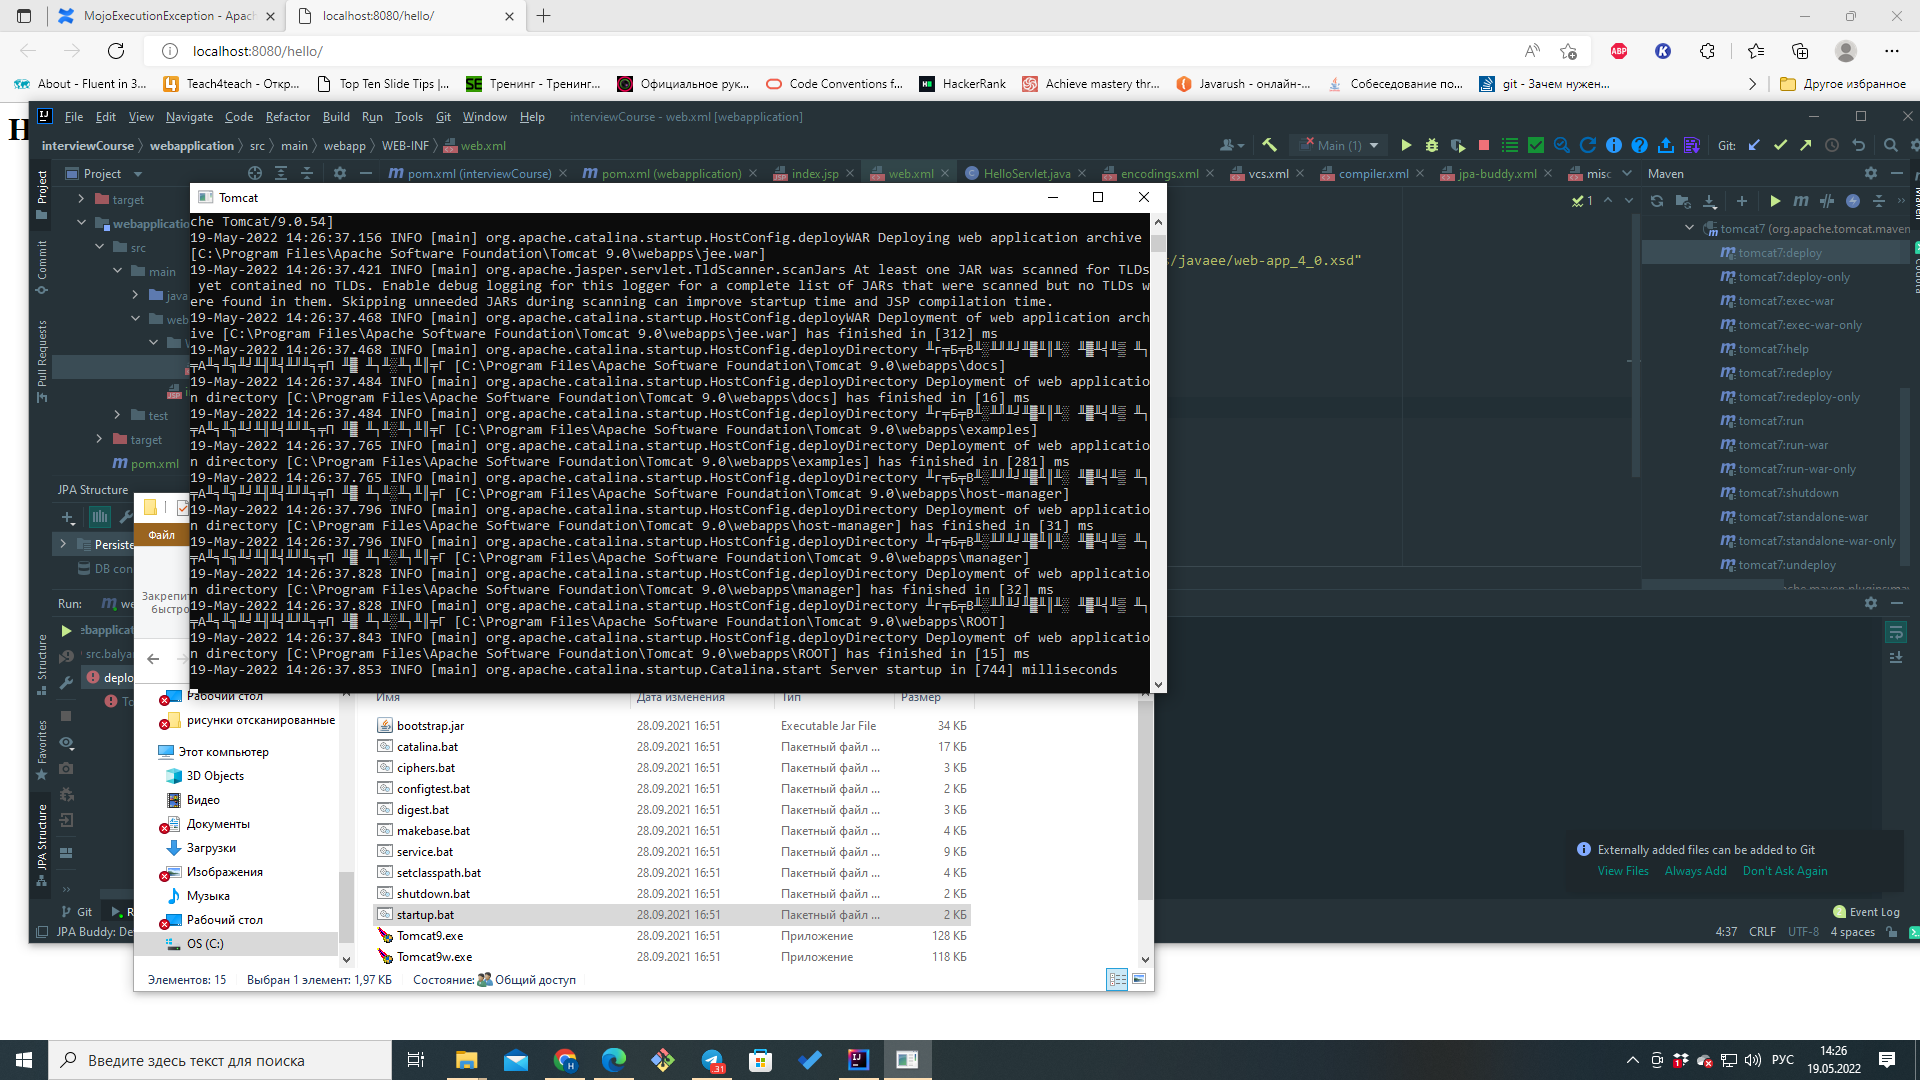 MojoExecutionException - Apach
localhost:8080/hello/
localhost:8080/hello/
About - Fluent in 3...
Teach4teach - Откр...
Top Ten Slide Tips |...
Тренинг - Тренинг...
Официальное рук...
Code Conventions f...
HackerRank
Achieve mastery thr...
Javarush - онлайн-...
Собеседование по...
git - Зачем нужен...
Другое избранное
File Edit View Navigate Code Refactor Build Run Tools Git Window Help
interviewCourse - web.xml [webapplication]
interviewCourse webapplication src main webapp WEB-INF web.xml
Main (1)
Git:
Project
pom.xml (interviewCourse)
pom.xml (webapplication)
index.jsp
web.xml
HelloServlet.java
encodings.xml
vcs.xml
compiler.xml
jpa-buddy.xml
misc
Maven
Project
Commit
Pull Requests
Structure
Favorites
JPA Structure
target
webapplicatio
src
main
java
web
test
target
pom.xml
JPA Structure
Persiste
DB con
Run:
ebapplicat
src.balya
deplo
Tomcat
che Tomcat/9.0.54]
19-May-2022 14:26:37.156 INFO [main] org.apache.catalina.startup.HostConfig.deployWAR Deploying web application archive
[C:\Program Files\Apache Software Foundation\Tomcat 9.0\webapps\jee.war]
19-May-2022 14:26:37.421 INFO [main] org.apache.jasper.servlet.TldScanner.scanJars At least one JAR was scanned for TLDs
yet contained no TLDs. Enable debug logging for this logger for a complete list of JARs that were scanned but no TLDs w
ere found in them. Skipping unneeded JARs during scanning can improve startup time and JSP compilation time.
19-May-2022 14:26:37.468 INFO [main] org.apache.catalina.startup.HostConfig.deployWAR Deployment of web application arch
ive [C:\Program Files\Apache Software Foundation\Tomcat 9.0\webapps\jee.war] has finished in [312] ms
19-May-2022 14:26:37.468 INFO [main] org.apache.catalina.startup.HostConfig.deployDirectory
[C:\Program Files\Apache Software Foundation\Tomcat 9.0\webapps\docs]
19-May-2022 14:26:37.484 INFO [main] org.apache.catalina.startup.HostConfig.deployDirectory Deployment of web applicatio
n directory [C:\Program Files\Apache Software Foundation\Tomcat 9.0\webapps\docs] has finished in [16] ms
19-May-2022 14:26:37.484 INFO [main] org.apache.catalina.startup.HostConfig.deployDirectory
[C:\Program Files\Apache Software Foundation\Tomcat 9.0\webapps\examples]
19-May-2022 14:26:37.765 INFO [main] org.apache.catalina.startup.HostConfig.deployDirectory Deployment of web applicatio
n directory [C:\Program Files\Apache Software Foundation\Tomcat 9.0\webapps\examples] has finished in [281] ms
19-May-2022 14:26:37.765 INFO [main] org.apache.catalina.startup.HostConfig.deployDirectory
[C:\Program Files\Apache Software Foundation\Tomcat 9.0\webapps\host-manager]
19-May-2022 14:26:37.796 INFO [main] org.apache.catalina.startup.HostConfig.deployDirectory Deployment of web applicatio
n directory [C:\Program Files\Apache Software Foundation\Tomcat 9.0\webapps\host-manager] has finished in [31] ms
19-May-2022 14:26:37.796 INFO [main] org.apache.catalina.startup.HostConfig.deployDirectory
[C:\Program Files\Apache Software Foundation\Tomcat 9.0\webapps\manager]
19-May-2022 14:26:37.828 INFO [main] org.apache.catalina.startup.HostConfig.deployDirectory Deployment of web applicatio
n directory [C:\Program Files\Apache Software Foundation\Tomcat 9.0\webapps\manager] has finished in [32] ms
19-May-2022 14:26:37.828 INFO [main] org.apache.catalina.startup.HostConfig.deployDirectory
[C:\Program Files\Apache Software Foundation\Tomcat 9.0\webapps\ROOT]
19-May-2022 14:26:37.843 INFO [main] org.apache.catalina.startup.HostConfig.deployDirectory Deployment of web applicatio
n directory [C:\Program Files\Apache Software Foundation\Tomcat 9.0\webapps\ROOT] has finished in [15] ms
19-May-2022 14:26:37.853 INFO [main] org.apache.catalina.startup.Catalina.start Server startup in [744] milliseconds
s/javaee/web-app_4_0.xsd"
1
tomcat7 (org.apache.tomcat.maven
tomcat7:deploy
tomcat7:deploy-only
tomcat7:exec-war
tomcat7:exec-war-only
tomcat7:help
tomcat7:redeploy
tomcat7:redeploy-only
tomcat7:run
tomcat7:run-war
tomcat7:run-war-only
tomcat7:shutdown
tomcat7:standalone-war
tomcat7:standalone-war-only
tomcat7:undeploy
Файл
Закрепит
быстро
Рабочий стол
рисунки отсканированные
Этот компьютер
3D Objects
Видео
Документы
Загрузки
Изображения
Музыка
Рабочий стол
OS (C:)
Имя Дата изменения Тип Размер
bootstrap.jar 28.09.2021 16:51 Executable Jar File 34 КБ
catalina.bat 28.09.2021 16:51 Пакетный файл ... 17 КБ
ciphers.bat 28.09.2021 16:51 Пакетный файл ... 3 КБ
configtest.bat 28.09.2021 16:51 Пакетный файл ... 2 КБ
digest.bat 28.09.2021 16:51 Пакетный файл ... 3 КБ
makebase.bat 28.09.2021 16:51 Пакетный файл ... 4 КБ
service.bat 28.09.2021 16:51 Пакетный файл ... 9 КБ
setclasspath.bat 28.09.2021 16:51 Пакетный файл ... 4 КБ
shutdown.bat 28.09.2021 16:51 Пакетный файл ... 2 КБ
startup.bat 28.09.2021 16:51 Пакетный файл ... 2 КБ
Tomcat9.exe 28.09.2021 16:51 Приложение 128 КБ
Tomcat9w.exe 28.09.2021 16:51 Приложение 118 КБ
Элементов: 15 Выбран 1 элемент: 1,97 КБ Состояние: Общий доступ
Externally added files can be added to Git
View Files Always Add Don't Ask Again
Git
JPA Buddy: De
2 Event Log
4:37 CRLF UTF-8 4 spaces
Введите здесь текст для поиска
31
РУС
14:26
19.05.2022